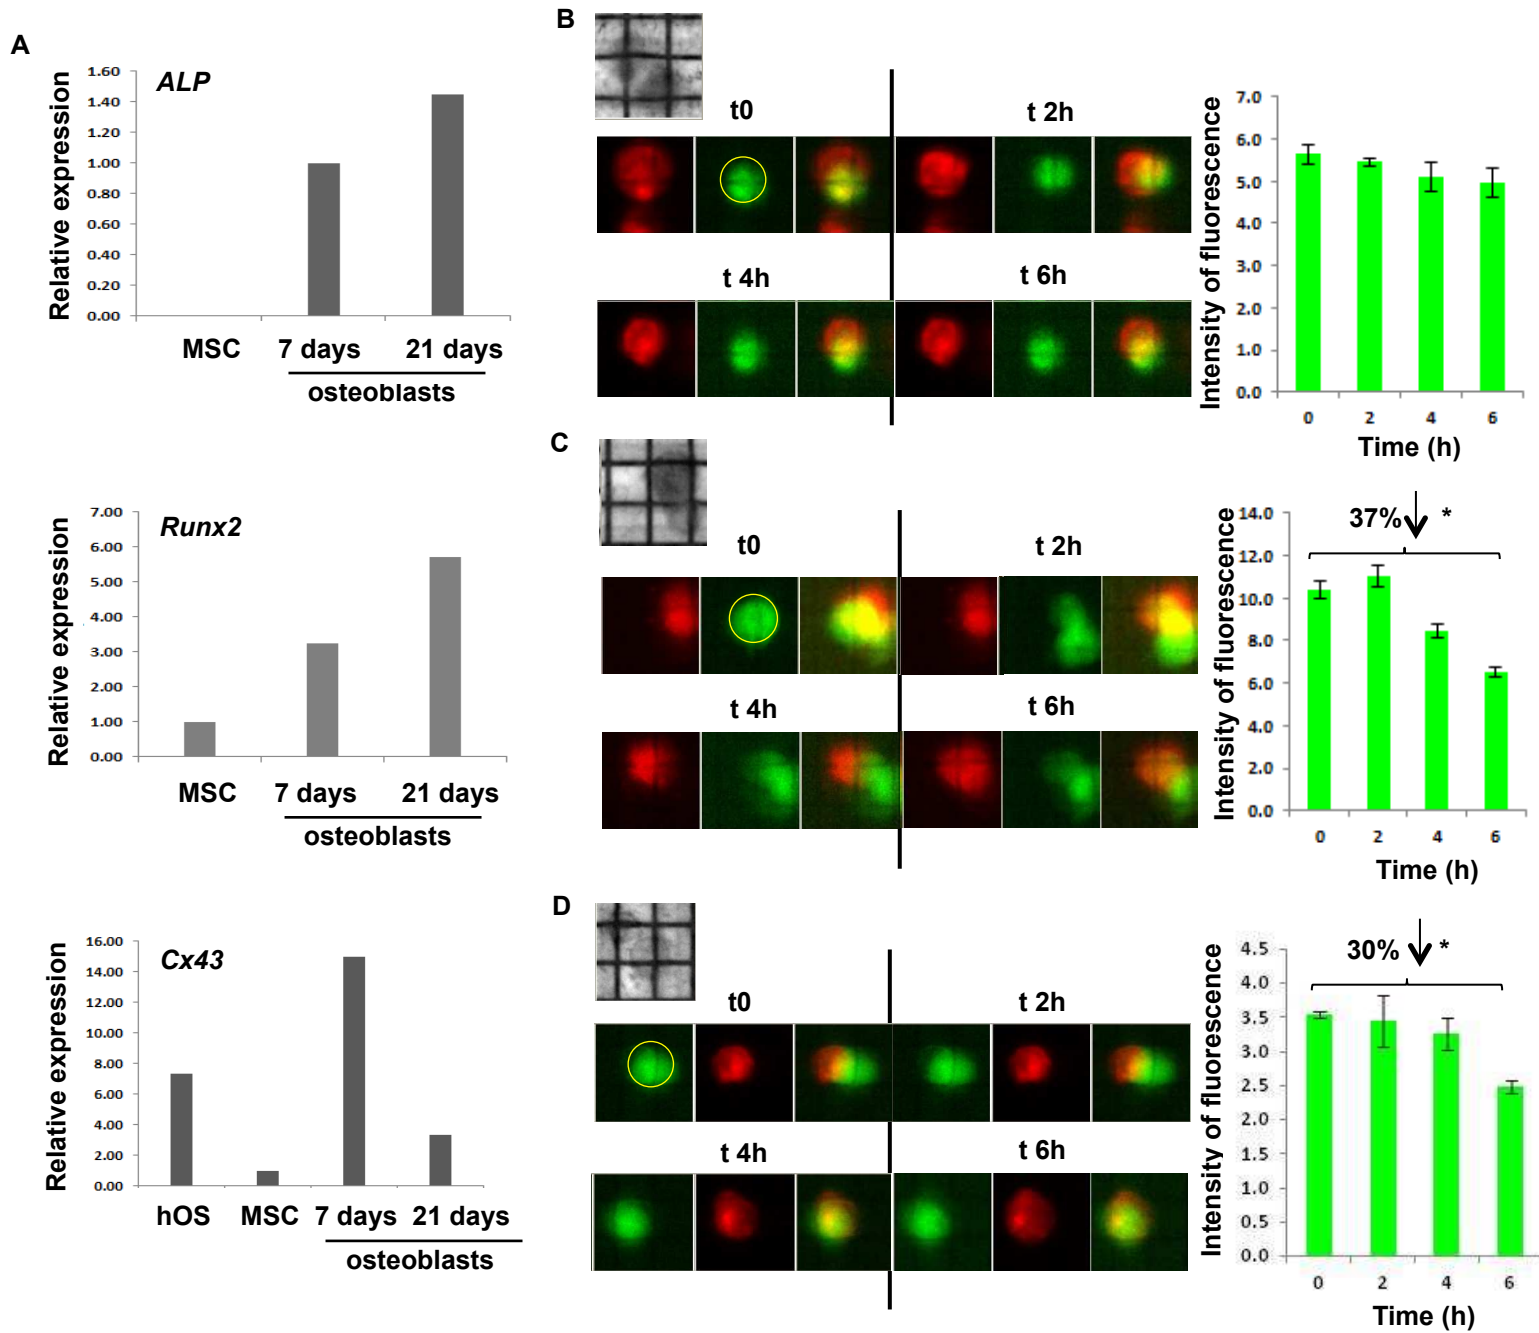 A
ALP
Relative expression
1.60
1.40
1.20
1.00
0.80
0.60
0.40
0.20
0.00
MSC 7 days 21 days
osteoblasts
Runx2
Relative expression
7.00
6.00
5.00
4.00
3.00
2.00
1.00
0.00
MSC 7 days 21 days
osteoblasts
Cx43
Relative expression
16.00
14.00
12.00
10.00
8.00
6.00
4.00
2.00
0.00
hOS MSC 7 days 21 days
osteoblasts
B
t0 t 2h
t 4h t 6h
Intensity of fluorescence
7.0
6.0
5.0
4.0
3.0
2.0
1.0
0.0
0 2 4 6
Time (h)
C
t0 t 2h
t 4h t 6h
37% *
Intensity of fluorescence
14.0
12.0
10.0
8.0
6.0
4.0
2.0
0.0
0 2 4 6
Time (h)
D
t0 t 2h
t 4h t 6h
30% *
Intensity of fluorescence
4.5
4.0
3.5
3.0
2.5
2.0
1.5
1.0
0.5
0.0
0 2 4 6
Time (h)